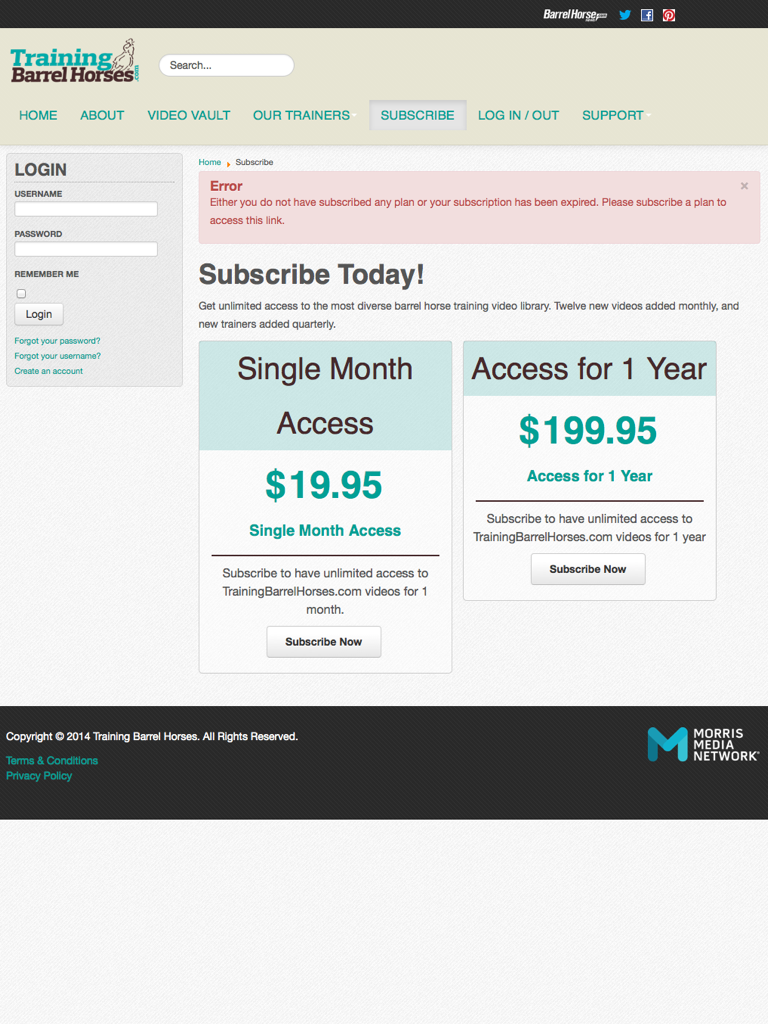 BarrelHorse
Training
Barrel Horses.com
Search...
HOME ABOUT VIDEO VAULT OUR TRAINERS SUBSCRIBE LOG IN / OUT SUPPORT
LOGIN
USERNAME
PASSWORD
REMEMBER ME
Login
Forgot your password?
Forgot your username?
Create an account
Home Subscribe
Error
×
Either you do not have subscribed any plan or your subscription has been expired. Please subscribe a plan to
access this link.
Subscribe Today!
Get unlimited access to the most diverse barrel horse training video library. Twelve new videos added monthly, and
new trainers added quarterly.
Single Month
Access
$19.95
Single Month Access
Subscribe to have unlimited access to
TrainingBarrelHorses.com videos for 1
month.
Subscribe Now
Access for 1 Year
$199.95
Access for 1 Year
Subscribe to have unlimited access to
TrainingBarrelHorses.com videos for 1 year
Subscribe Now
Copyright © 2014 Training Barrel Horses. All Rights Reserved.
Terms & Conditions
Privacy Policy
MORRIS
MEDIA
NETWORK